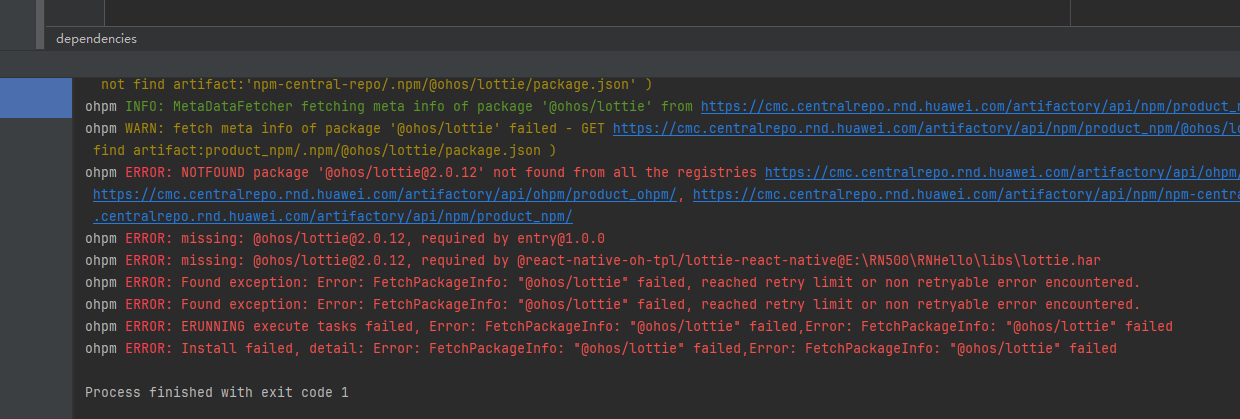 dependencies
not find artifact:'npm-central-repo/.npm/@ohos/lottie/package.json' )
ohpm INFO: MetaDataFetcher fetching meta info of package '@ohos/lottie' from https://cmc.centralrepo.rnd.huawei.com/artifactory/api/npm/product_n
ohpm WARN: fetch meta info of package '@ohos/lottie' failed - GET https://cmc.centralrepo.rnd.huawei.com/artifactory/api/npm/product_npm/@ohos/lo
find artifact:product_npm/.npm/@ohos/lottie/package.json )
ohpm ERROR: NOTFOUND package '@ohos/lottie@2.0.12' not found from all the registries https://cmc.centralrepo.rnd.huawei.com/artifactory/api/ohpm/
https://cmc.centralrepo.rnd.huawei.com/artifactory/api/ohpm/product_ohpm/, https://cmc.centralrepo.rnd.huawei.com/artifactory/api/npm/npm-centra
.centralrepo.rnd.huawei.com/artifactory/api/npm/product_npm/
ohpm ERROR: missing: @ohos/lottie@2.0.12, required by entry@1.0.0
ohpm ERROR: missing: @ohos/lottie@2.0.12, required by @react-native-oh-tpl/lottie-react-native@E:\RN500\RNHello\libs\lottie.har
ohpm ERROR: Found exception: Error: FetchPackageInfo: "@ohos/lottie" failed, reached retry limit or non retryable error encountered.
ohpm ERROR: Found exception: Error: FetchPackageInfo: "@ohos/lottie" failed, reached retry limit or non retryable error encountered.
ohpm ERROR: ERUNNING execute tasks failed, Error: FetchPackageInfo: "@ohos/lottie" failed,Error: FetchPackageInfo: "@ohos/lottie" failed
ohpm ERROR: Install failed, detail: Error: FetchPackageInfo: "@ohos/lottie" failed,Error: FetchPackageInfo: "@ohos/lottie" failed
Process finished with exit code 1